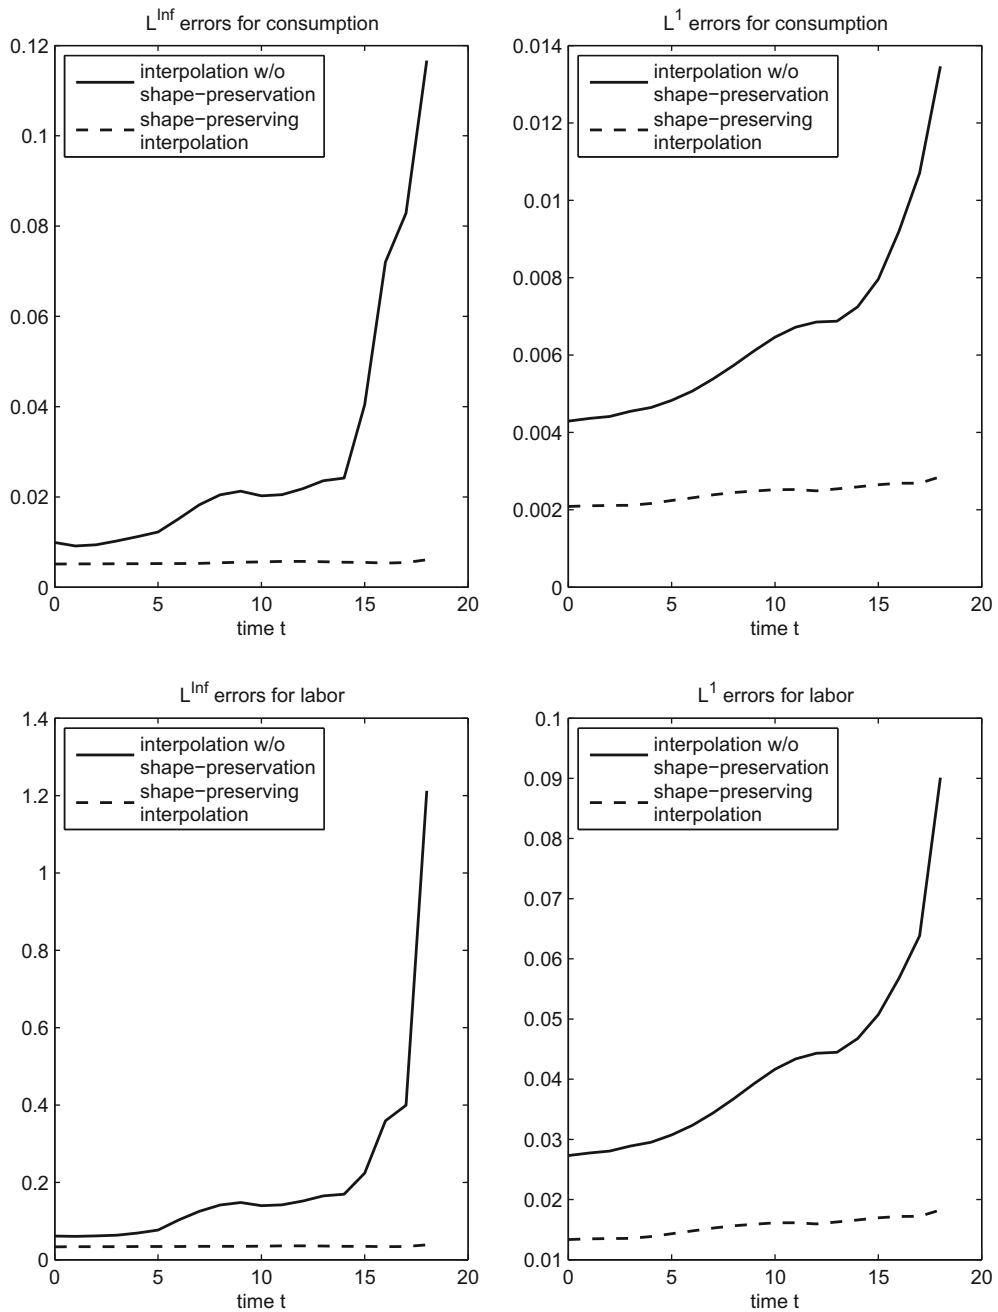 L^Inf errors for consumption
0.12
0.1
0.08
0.06
0.04
0.02
0
interpolation w/o
shape−preservation
shape−preserving
interpolation
0 5 10 15 20
time t
L^1 errors for consumption
0.014
0.012
0.01
0.008
0.006
0.004
0.002
0
interpolation w/o
shape−preservation
shape−preserving
interpolation
0 5 10 15 20
time t
L^Inf errors for labor
1.4
1.2
1
0.8
0.6
0.4
0.2
0
interpolation w/o
shape−preservation
shape−preserving
interpolation
0 5 10 15 20
time t
L^1 errors for labor
0.1
0.09
0.08
0.07
0.06
0.05
0.04
0.03
0.02
0.01
interpolation w/o
shape−preservation
shape−preserving
interpolation
0 5 10 15 20
time t